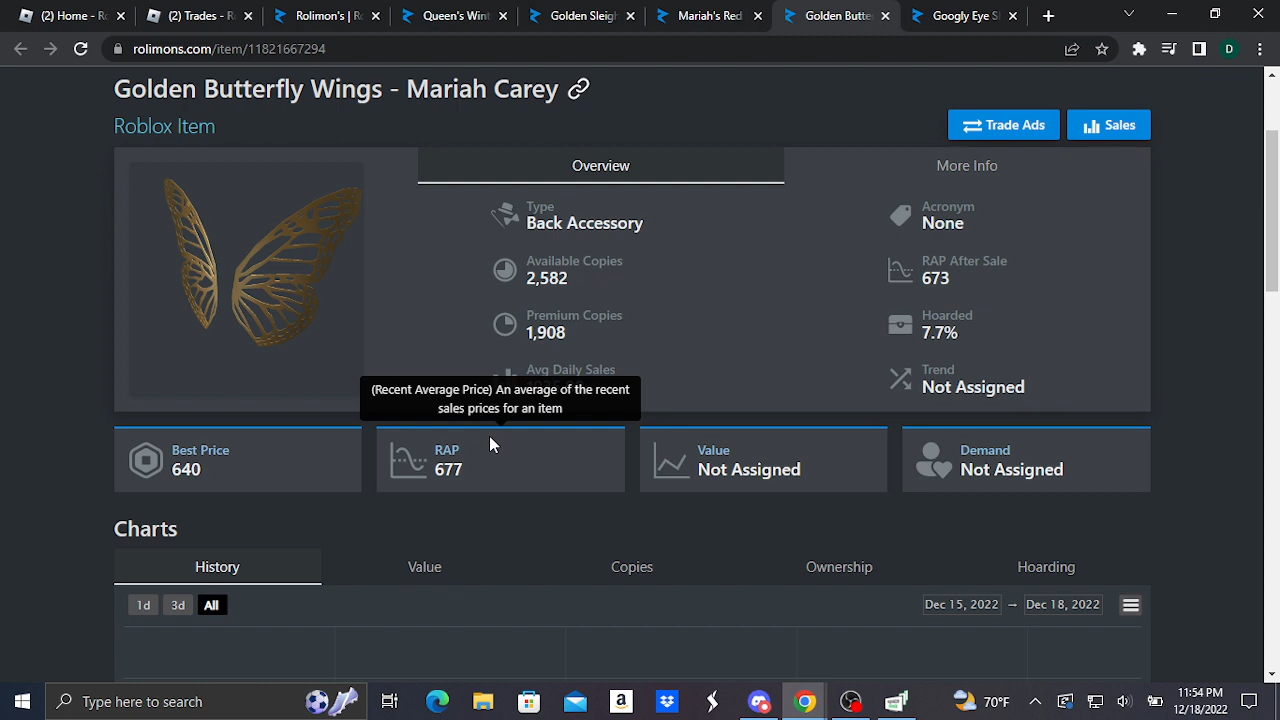 (2) Home - Ro
(2) Trades - R
Rolimon's | R
Queen's Wint
Golden Sleigh
Mariah's Red
Golden Butte
Googly Eye S
rolimons.com/item/11821667294
D
Golden Butterfly Wings - Mariah Carey
Roblox Item
Trade Ads
Sales
Overview
More Info
Type
Back Accessory
Acronym
None
Available Copies
2,582
RAP After Sale
673
Premium Copies
1,908
Hoarded
7.7%
Avg Daily Sales
Trend
Not Assigned
(Recent Average Price) An average of the recent
sales prices for an item
Best Price
640
RAP
677
Value
Not Assigned
Demand
Not Assigned
Charts
History
Value
Copies
Ownership
Hoarding
1d
3d
All
Dec 15, 2022 → Dec 18, 2022
Type here to search
70°F
11:54 PM
12/18/2022